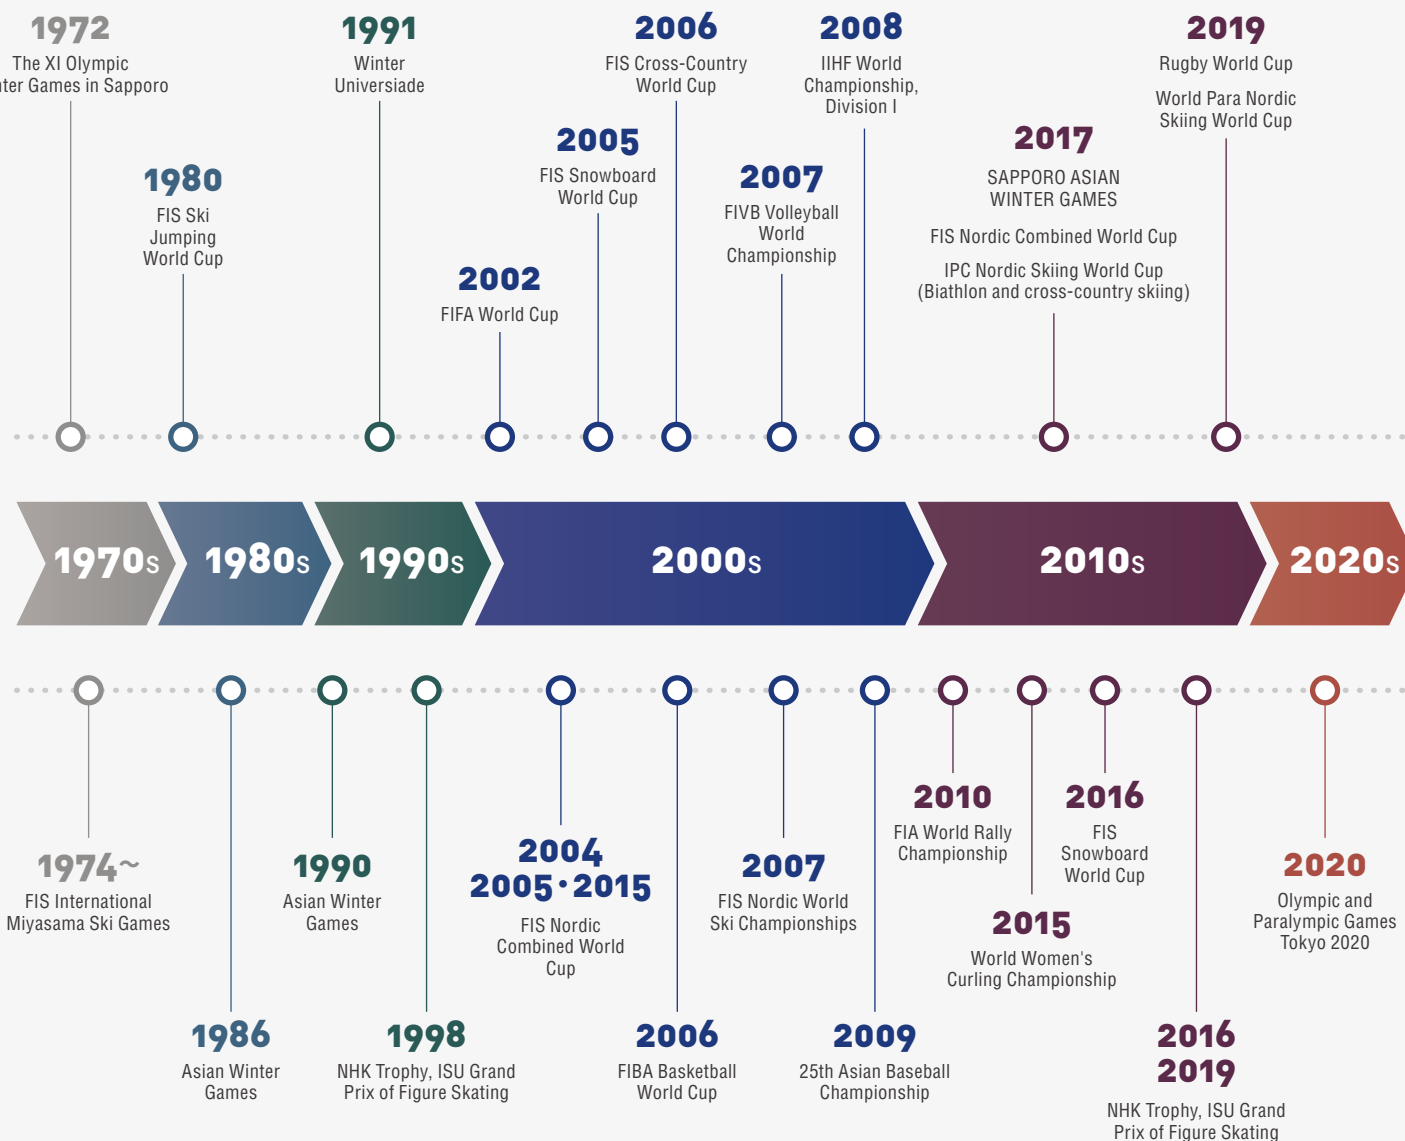 1972
The XI Olympic
ter Games in Sapporo
1980
FIS Ski
Jumping
World Cup
1991
Winter
Universiade
2002
FIFA World Cup
2005
FIS Snowboard
World Cup
2006
FIS Cross-Country
World Cup
2007
FIVB Volleyball
World
Championship
2008
IIHF World
Championship,
Division I
2017
SAPPORO ASIAN
WINTER GAMES
FIS Nordic Combined World Cup
IPC Nordic Skiing World Cup
(Biathlon and cross-country skiing)
2019
Rugby World Cup
World Para Nordic
Skiing World Cup
1970s
1980s
1990s
2000s
2010s
2020s
1974～
FIS International
Miyasama Ski Games
1986
Asian Winter
Games
1990
Asian Winter
Games
1998
NHK Trophy, ISU Grand
Prix of Figure Skating
2004
2005・2015
FIS Nordic
Combined World
Cup
2006
FIBA Basketball
World Cup
2007
FIS Nordic World
Ski Championships
2009
25th Asian Baseball
Championship
2010
FIA World Rally
Championship
2015
World Women's
Curling Championship
2016
FIS
Snowboard
World Cup
2016
2019
NHK Trophy, ISU Grand
Prix of Figure Skating
2020
Olympic and
Paralympic Games
Tokyo 2020